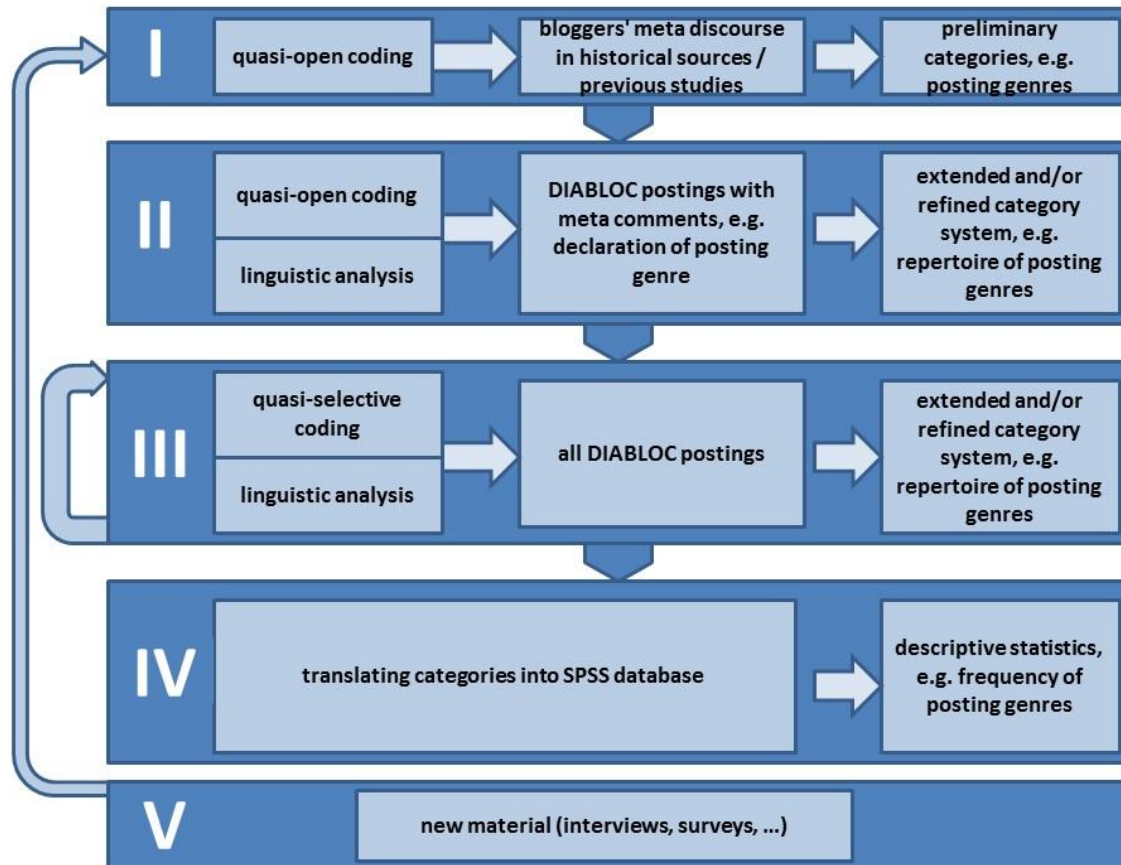 I
quasi-open coding
bloggers' meta discourse
in historical sources /
previous studies
preliminary
categories, e.g.
posting genres
II
quasi-open coding
linguistic analysis
DIABLOC postings with
meta comments, e.g.
declaration of posting
genre
extended and/or
refined category
system, e.g.
repertoire of posting
genres
III
quasi-selective
coding
linguistic analysis
all DIABLOC postings
extended and/or
refined category
system, e.g.
repertoire of posting
genres
IV
translating categories into SPSS database
descriptive statistics,
e.g. frequency of
posting genres
V
new material (interviews, surveys, ...)